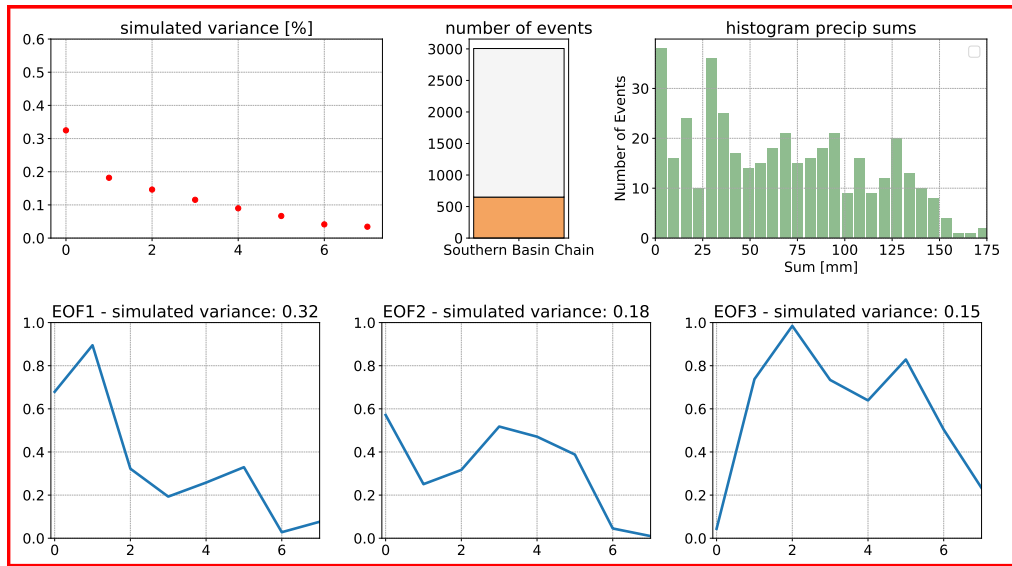 simulated variance [%]
0.6
0.5
0.4
0.3
0.2
0.1
0.0
0 2 4 6
number of events
3000
2500
2000
1500
1000
500
0
Southern Basin Chain
histogram precip sums
Number of Events
30
20
10
0
0 25 50 75 100 125 150 175
Sum [mm]
EOF1 - simulated variance: 0.32
1.0
0.8
0.6
0.4
0.2
0.0
0 2 4 6
EOF2 - simulated variance: 0.18
1.0
0.8
0.6
0.4
0.2
0.0
0 2 4 6
EOF3 - simulated variance: 0.15
1.0
0.8
0.6
0.4
0.2
0.0
0 2 4 6